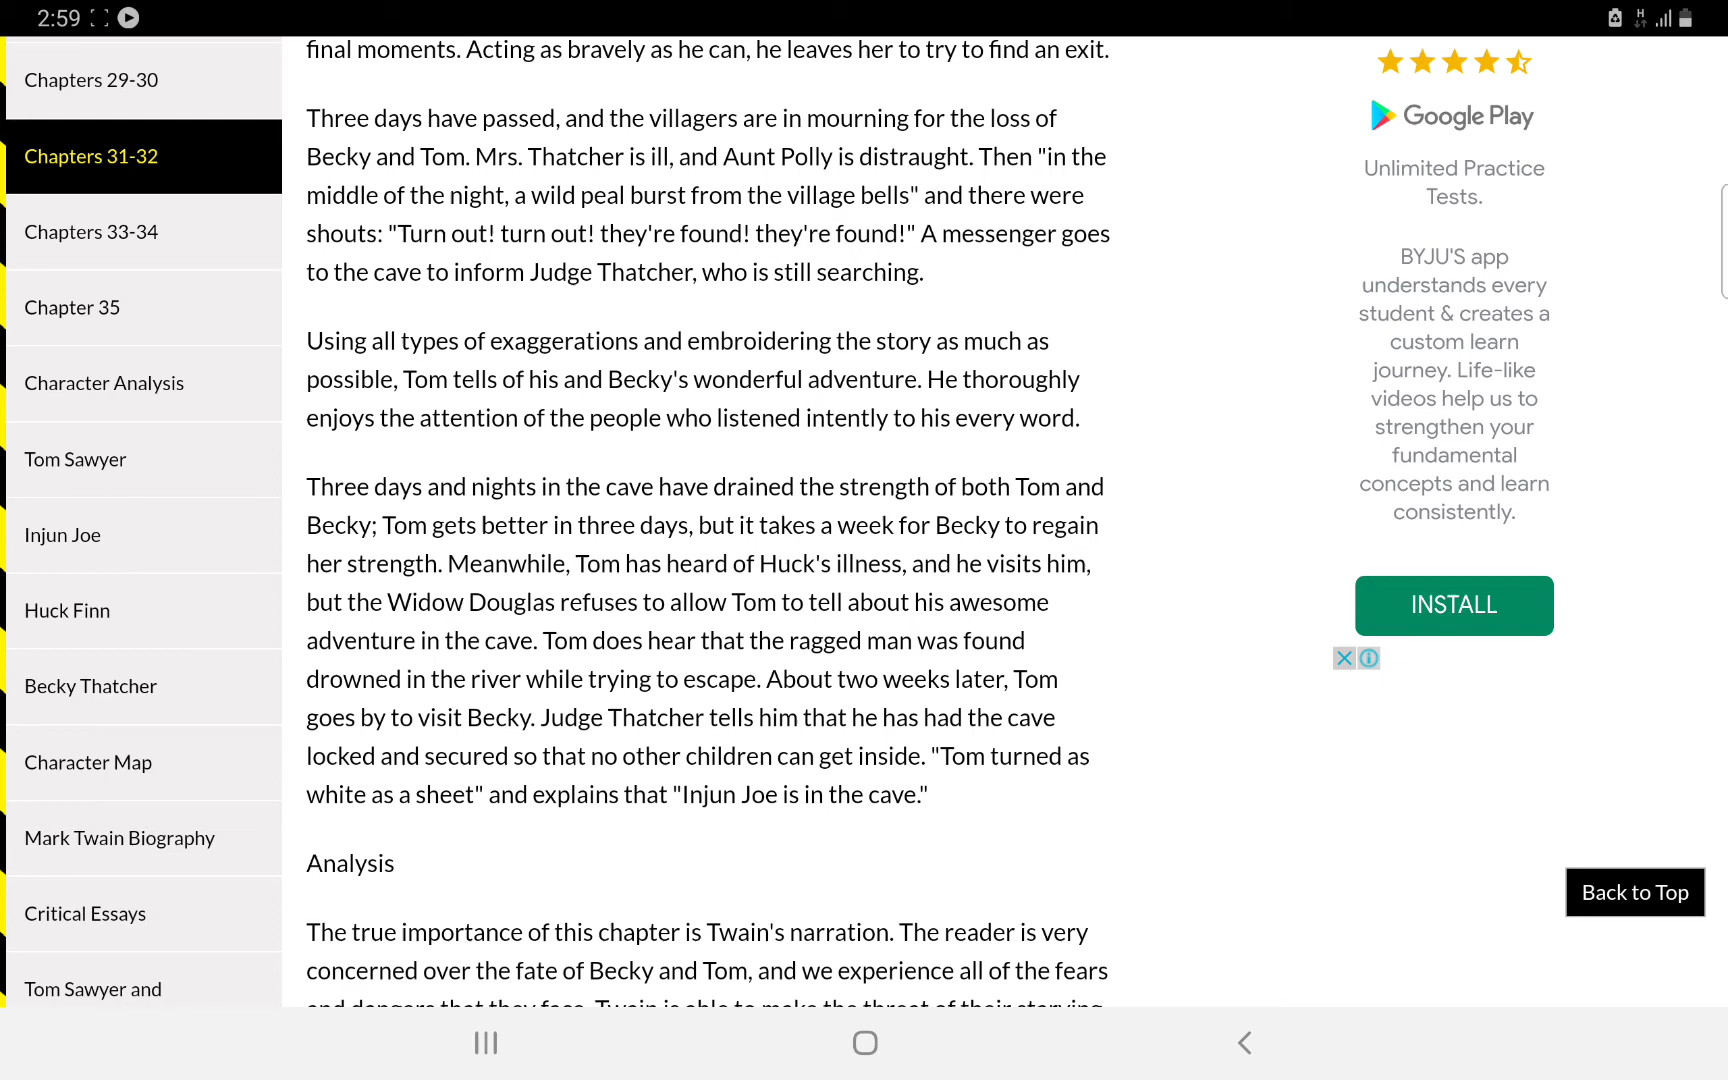 2:59
H
Chapters 29-30
Chapters 31-32
Chapters 33-34
Chapter 35
Character Analysis
Tom Sawyer
Injun Joe
Huck Finn
Becky Thatcher
Character Map
Mark Twain Biography
Critical Essays
Tom Sawyer and
final moments. Acting as bravely as he can, he leaves her to try to find an exit.
Three days have passed, and the villagers are in mourning for the loss of
Becky and Tom. Mrs. Thatcher is ill, and Aunt Polly is distraught. Then "in the
middle of the night, a wild peal burst from the village bells" and there were
shouts: "Turn out! turn out! they're found! they're found!" A messenger goes
to the cave to inform Judge Thatcher, who is still searching.
Using all types of exaggerations and embroidering the story as much as
possible, Tom tells of his and Becky's wonderful adventure. He thoroughly
enjoys the attention of the people who listened intently to his every word.
Three days and nights in the cave have drained the strength of both Tom and
Becky; Tom gets better in three days, but it takes a week for Becky to regain
her strength. Meanwhile, Tom has heard of Huck's illness, and he visits him,
but the Widow Douglas refuses to allow Tom to tell about his awesome
adventure in the cave. Tom does hear that the ragged man was found
drowned in the river while trying to escape. About two weeks later, Tom
goes by to visit Becky. Judge Thatcher tells him that he has had the cave
locked and secured so that no other children can get inside. "Tom turned as
white as a sheet" and explains that "Injun Joe is in the cave."
Analysis
The true importance of this chapter is Twain's narration. The reader is very
concerned over the fate of Becky and Tom, and we experience all of the fears
and dangers that they face. Twain is able to make the threat of their starving
Google Play
Unlimited Practice
Tests.
BYJU'S app
understands every
student & creates a
custom learn
journey. Life-like
videos help us to
strengthen your
fundamental
concepts and learn
consistently.
INSTALL
Back to Top